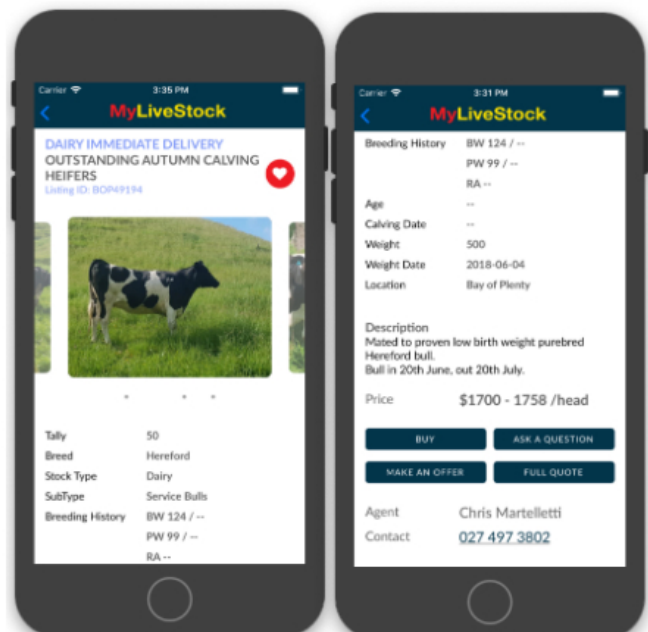 Carrier 3:35 PM
MyLiveStock
DAIRY IMMEDIATE DELIVERY
OUTSTANDING AUTUMN CALVING
HEIFERS
Listing ID: BOP49194
Tally 50
Breed Hereford
Stock Type Dairy
SubType Service Bulls
Breeding History BW 124 / --
PW 99 / --
RA --
Carrier 3:31 PM
MyLiveStock
Breeding History BW 124 / --
PW 99 / --
RA --
Age --
Calving Date --
Weight 500
Weight Date 2018-06-04
Location Bay of Plenty
Description
Mated to proven low birth weight purebred
Hereford bull.
Bull in 20th June, out 20th July.
Price $1700 - 1758 /head
BUY ASK A QUESTION
MAKE AN OFFER FULL QUOTE
Agent Chris Martelletti
Contact 027 497 3802